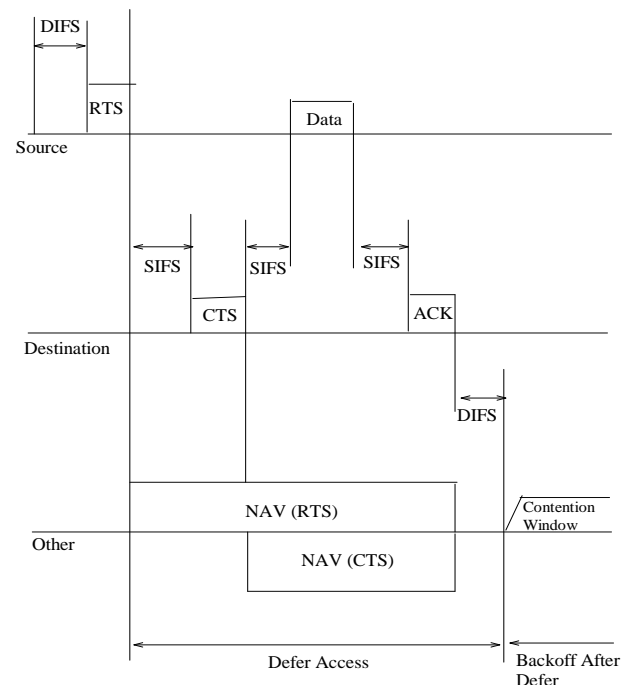 DIFS
RTS
Data
Source
SIFS
SIFS
SIFS
CTS
ACK
Destination
DIFS
NAV (RTS)
Contention
Window
Other
NAV (CTS)
Defer Access
Backoff After
Defer